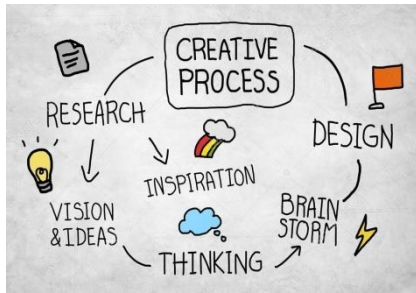 CREATIVE
PROCESS
RESEARCH
DESIGN
INSPIRATION
VISION
&IDEAS
BRAIN
STORM
THINKING